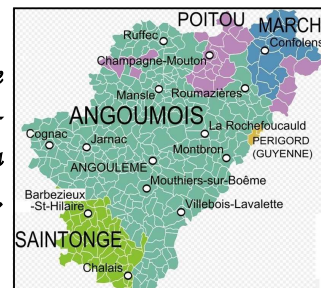 POITOU
MARCH
Ruffec
Confolens
Champagne-Mouton
Mansle
Roumazières
ANGOUMOIS
La Rochefoucauld
Cognac
Jarnac
PERIGORD
(GUYENNE)
Montbron
ANGOULEME
Mouthiers-sur-Boême
Barbezieux
-St-Hilaire
Villebois-Lavalette
SAINTONGE
Chalais